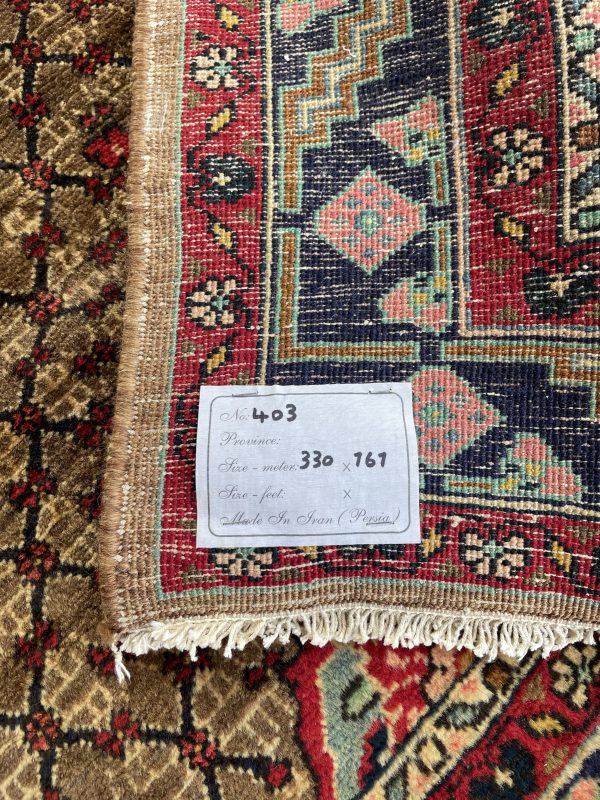 No: 403
Province:
Size - meter: 330 x 161
Size - feet: x
Made In Iran ( Persia )